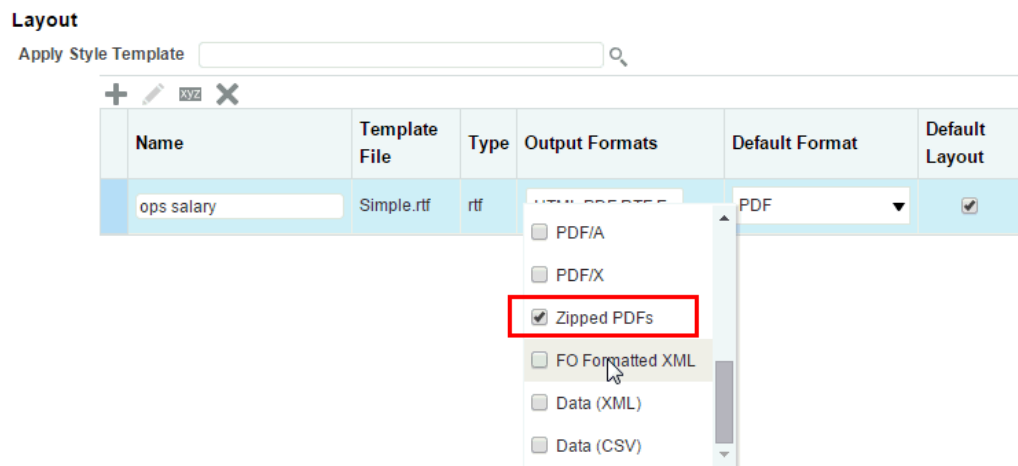 Layout
Apply Style Template
xyz
Name Template File Type Output Formats Default Format Default Layout
ops salary Simple.rtf rtf PDF
PDF/A
PDF/X
Zipped PDFs
FO Formatted XML
Data (XML)
Data (CSV)